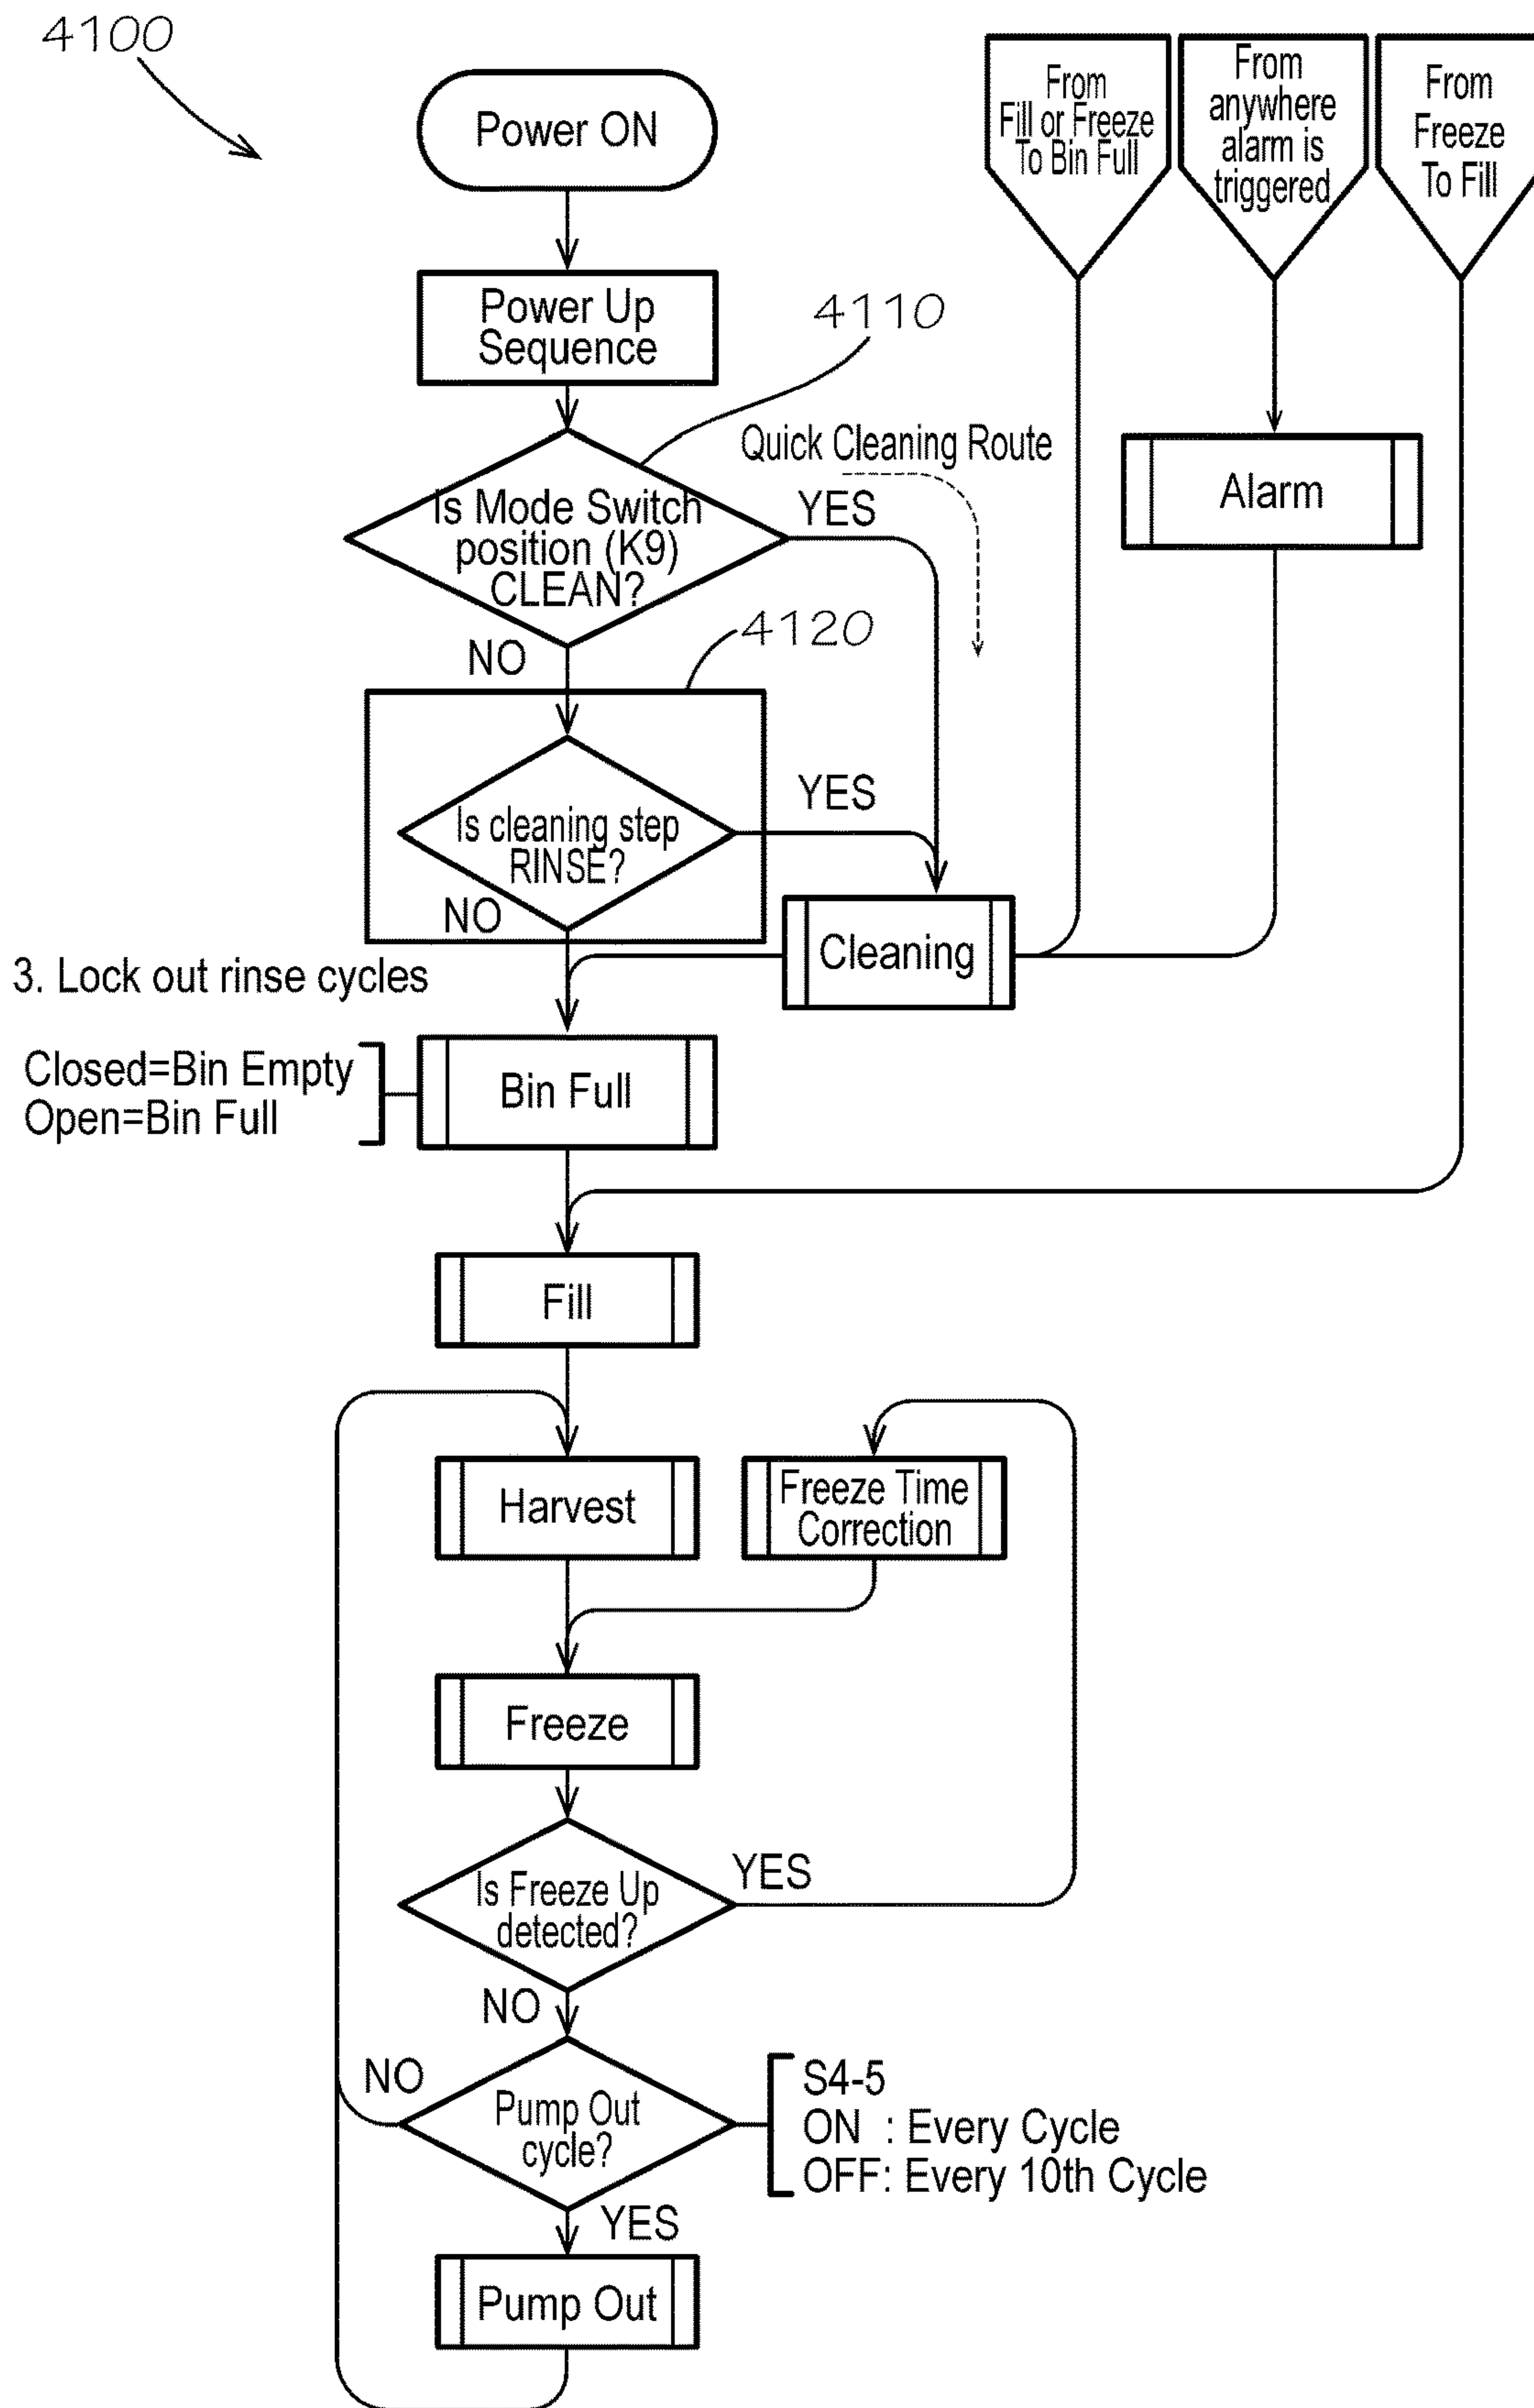 4100
Power ON
From
Fill or Freeze
To Bin Full
From
anywhere
alarm is
triggered
From
Freeze
To Fill
Power Up
Sequence
4110
Quick Cleaning Route
Is Mode Switch
position (K9)
CLEAN?
YES
Alarm
NO
4120
Is cleaning step
RINSE?
YES
NO
Cleaning
3. Lock out rinse cycles
Closed=Bin Empty
Open=Bin Full
Bin Full
Fill
Harvest
Freeze Time
Correction
Freeze
Is Freeze Up
detected?
YES
NO
NO
Pump Out
cycle?
S4-5
ON : Every Cycle
OFF: Every 10th Cycle
YES
Pump Out